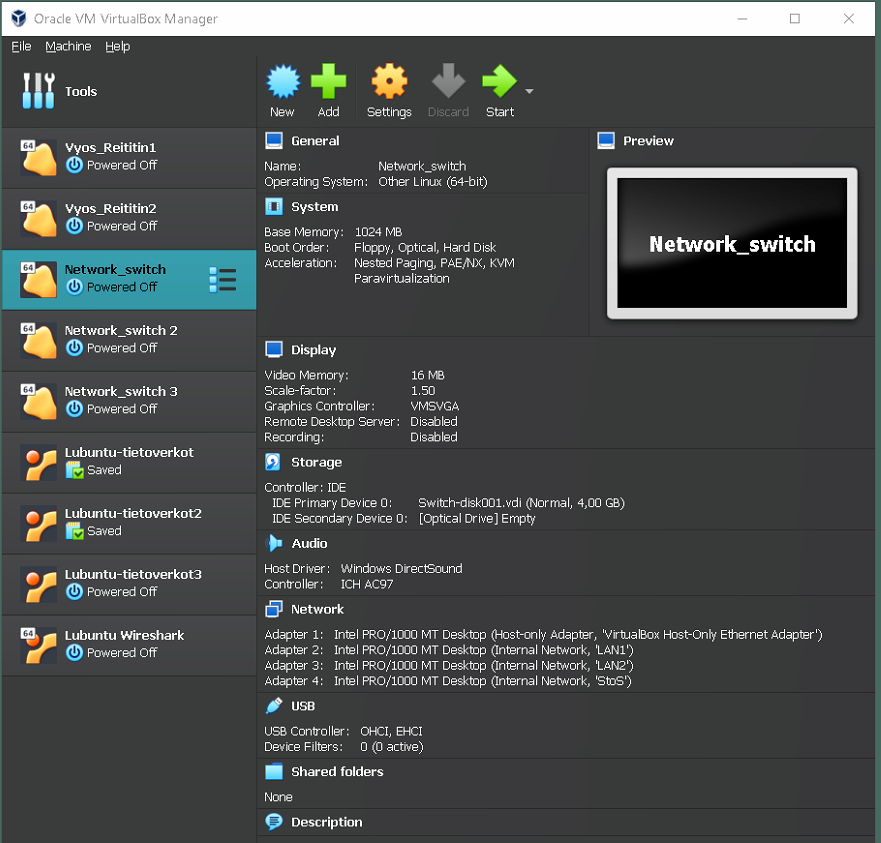 Oracle VM VirtualBox Manager
File Machine Help
Tools
New Add Settings Discard Start
64
Vyos_Reititin1
Powered Off
64
Vyos_Reititin2
Powered Off
64
Network_switch
Powered Off
64
Network_switch 2
Powered Off
64
Network_switch 3
Powered Off
Lubuntu-tietoverkot
Saved
Lubuntu-tietoverkot2
Saved
Lubuntu-tietoverkot3
Powered Off
64
Lubuntu Wireshark
Powered Off
General
Name: Network_switch
Operating System: Other Linux (64-bit)
System
Base Memory: 1024 MB
Boot Order: Floppy, Optical, Hard Disk
Acceleration: Nested Paging, PAE/NX, KVM
Paravirtualization
Preview
Network_switch
Display
Video Memory: 16 MB
Scale-factor: 1.50
Graphics Controller: VMSVGA
Remote Desktop Server: Disabled
Recording: Disabled
Storage
Controller: IDE
IDE Primary Device 0: Switch-disk001.vdi (Normal, 4,00 GB)
IDE Secondary Device 0: [Optical Drive] Empty
Audio
Host Driver: Windows DirectSound
Controller: ICH AC97
Network
Adapter 1: Intel PRO/1000 MT Desktop (Host-only Adapter, 'VirtualBox Host-Only Ethernet Adapter')
Adapter 2: Intel PRO/1000 MT Desktop (Internal Network, 'LAN1')
Adapter 3: Intel PRO/1000 MT Desktop (Internal Network, 'LAN2')
Adapter 4: Intel PRO/1000 MT Desktop (Internal Network, 'StoS')
USB
USB Controller: OHCI, EHCI
Device Filters: 0 (0 active)
Shared folders
None
Description